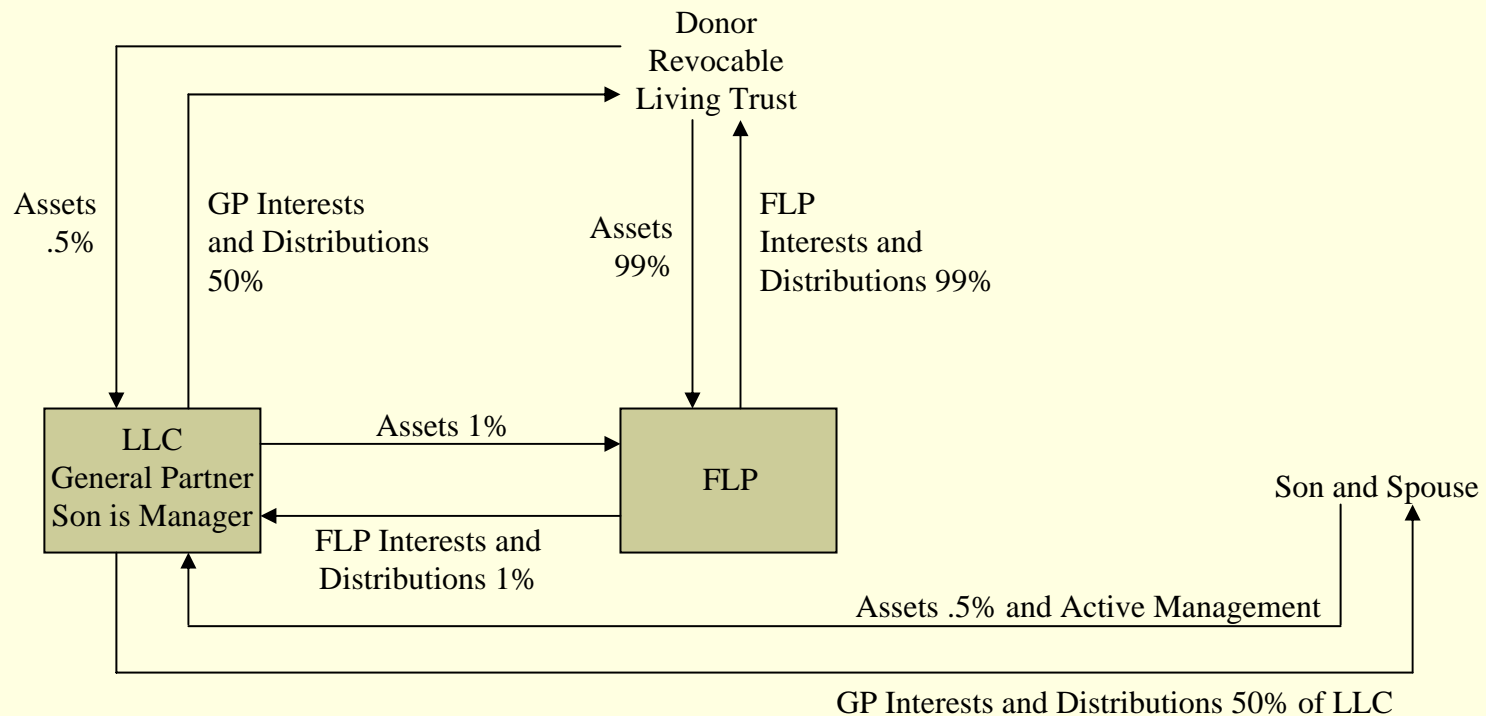 Donor
Revocable
Living Trust
Assets
.5%
GP Interests
and Distributions
50%
Assets
99%
FLP
Interests and
Distributions 99%
LLC
General Partner
Son is Manager
Assets 1%
FLP
Son and Spouse
FLP Interests and
Distributions 1%
Assets .5% and Active Management
GP Interests and Distributions 50% of LLC